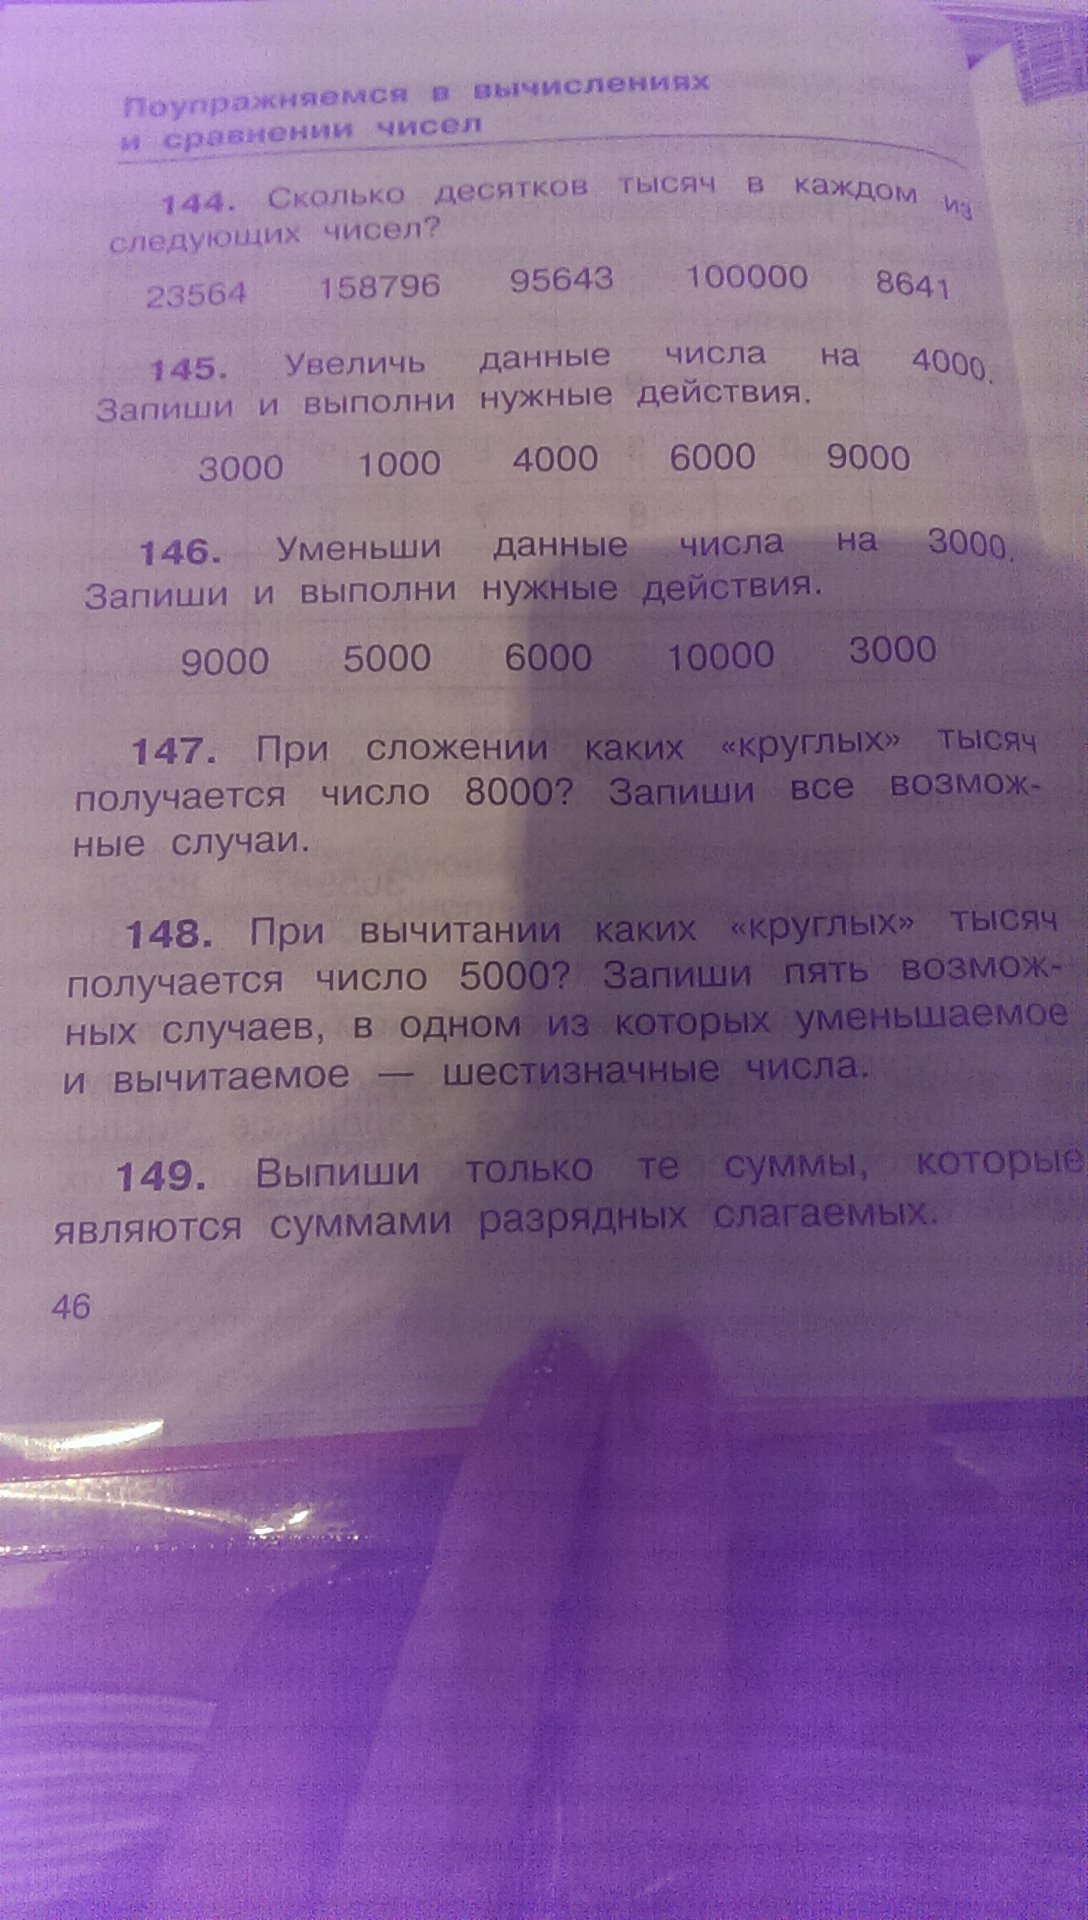 Поупражняемся в вычислениях
и сравнении чисел
144. Сколько десятков тысяч в каждом из
следующих чисел?
23564 158796 95643 100000 8641
145. Увеличь данные числа на 4000.
Запиши и выполни нужные действия.
3000 1000 4000 6000 9000
146. Уменьши данные числа на 3000.
Запиши и выполни нужные действия.
9000 5000 6000 10000 3000
147. При сложении каких «круглых» тысяч
получается число 8000? Запиши все возмож-
ные случаи.
148. При вычитании каких «круглых» тысяч
получается число 5000? Запиши пять возмож-
ных случаев, в одном из которых уменьшаемое
и вычитаемое — шестизначные числа.
149. Выпиши только те суммы, которые
являются суммами разрядных слагаемых.
46